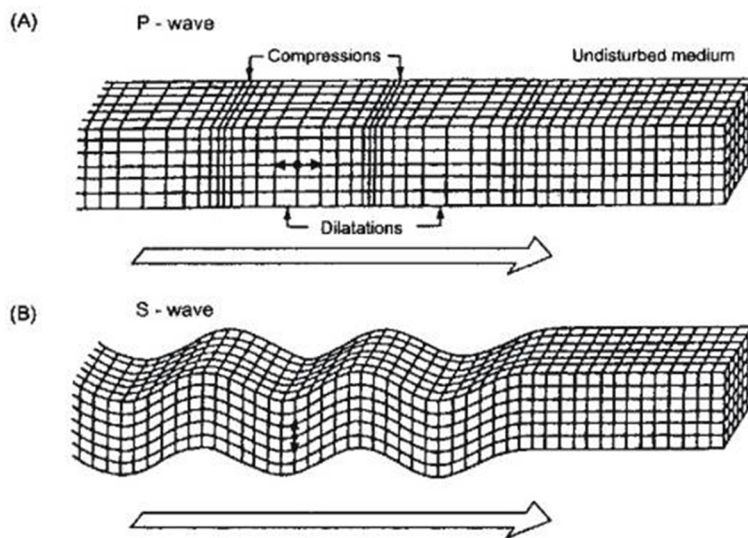 (A)
P - wave
Compressions
Undisturbed medium
Dilatations
(B)
S - wave